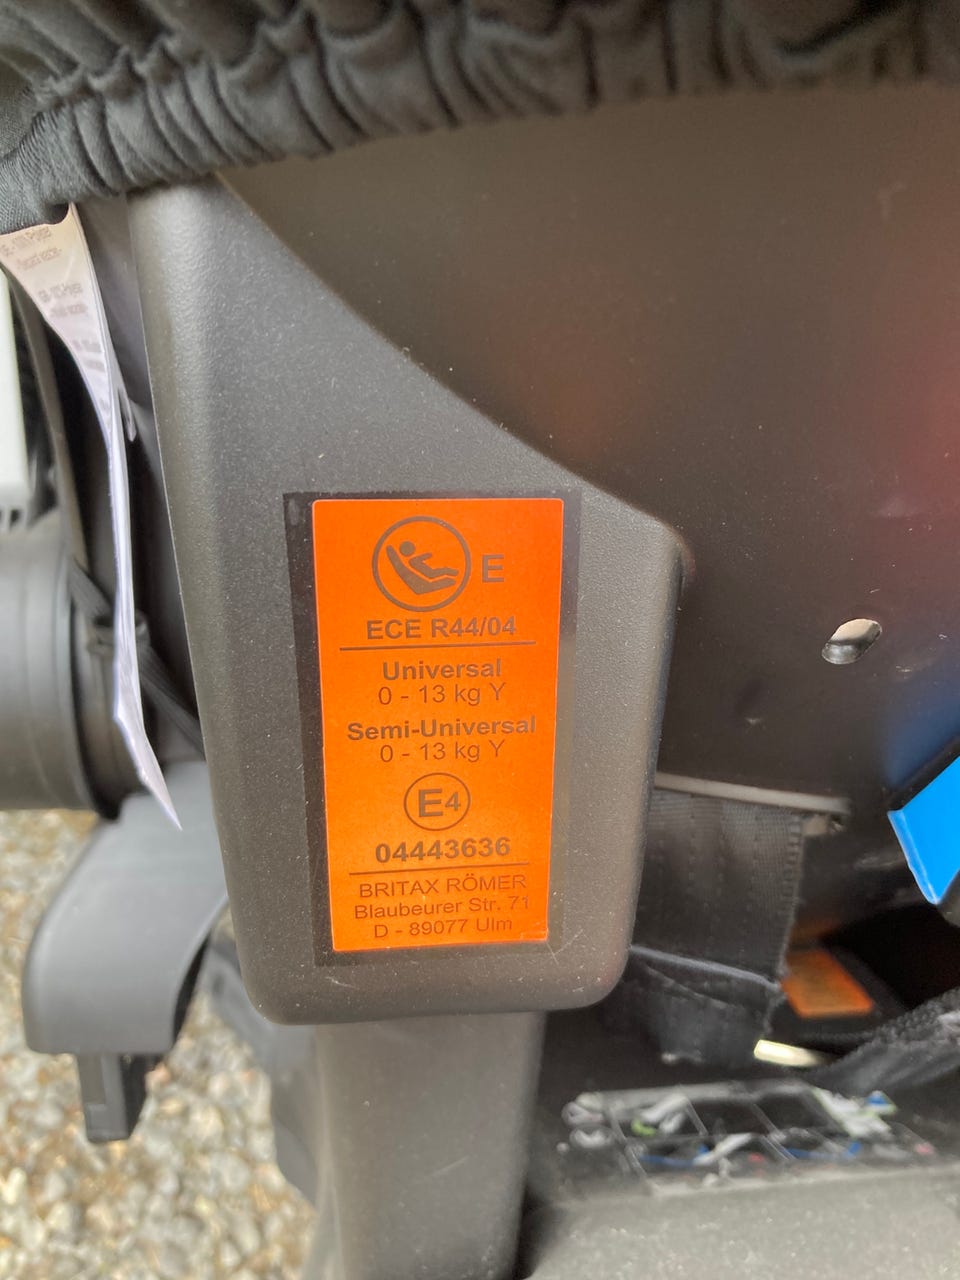 E
ECE R44/04
Universal
0 - 13 kg Y
Semi-Universal
0 - 13 kg Y
E4
04443636
BRITAX RÖMER
Blaubeurer Str. 71
D - 89077 Ulm